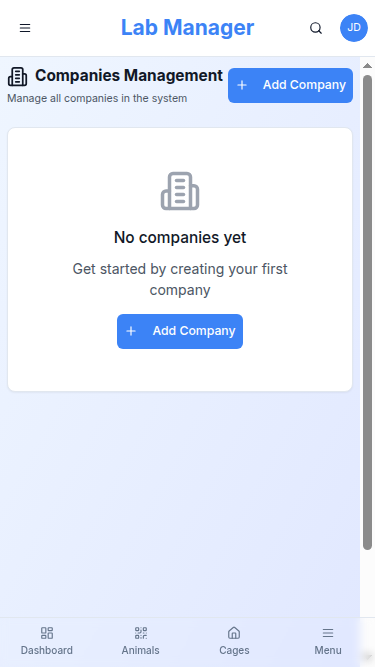 Lab Manager
JD
Companies Management
Manage all companies in the system
Add Company
No companies yet
Get started by creating your first
company
Add Company
Dashboard
Animals
Cages
Menu